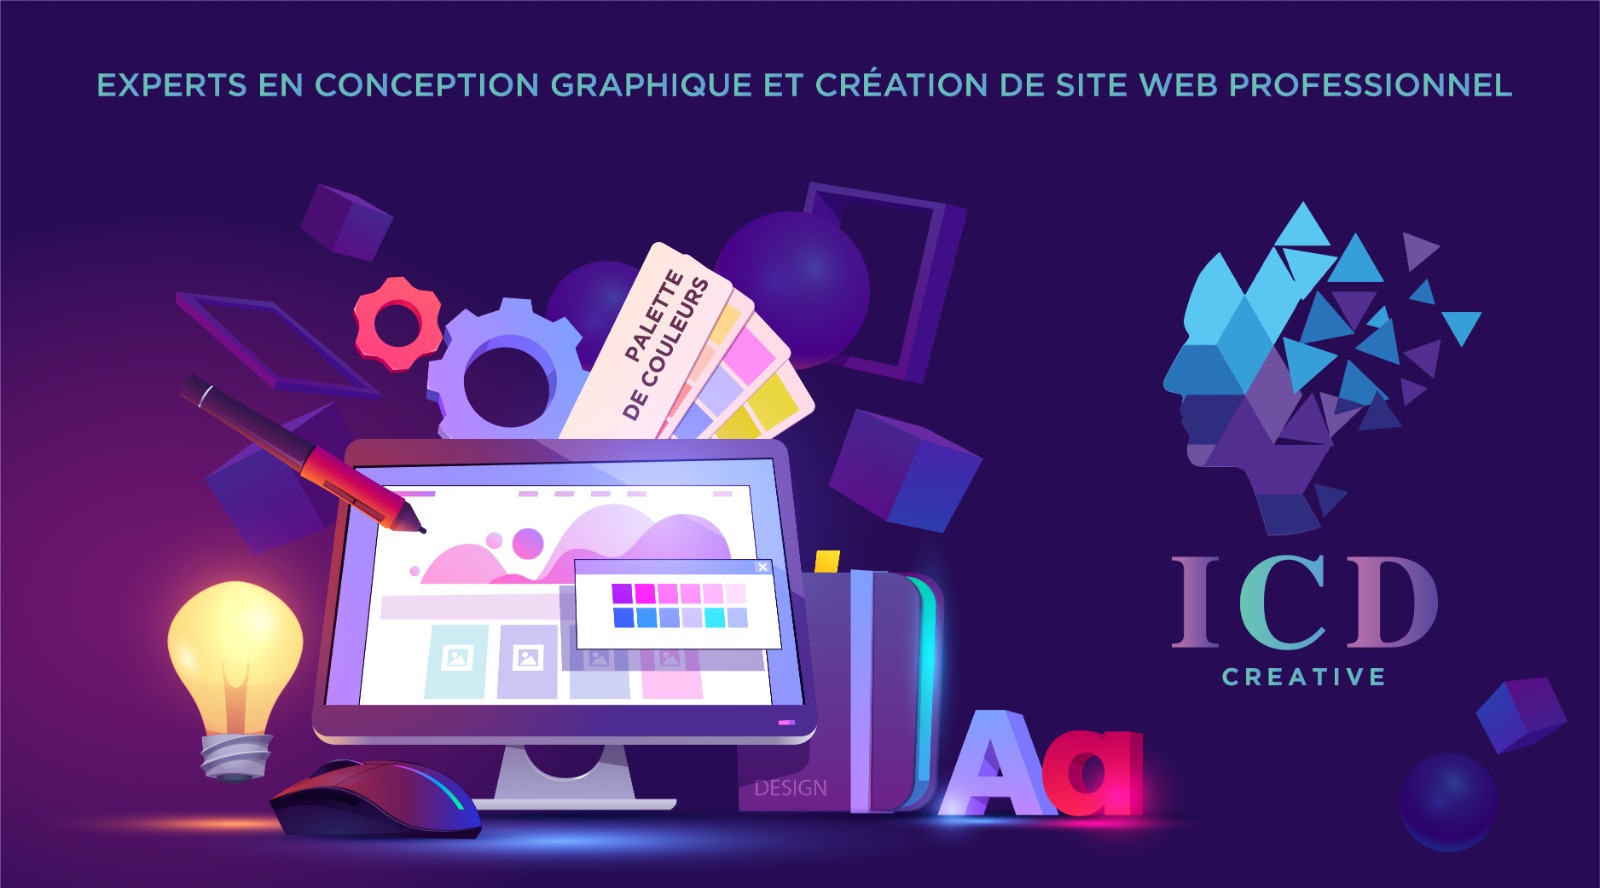 EXPERTS EN CONCEPTION GRAPHIQUE ET CRÉATION DE SITE WEB PROFESSIONNEL
PALETTE
DE COULEURS
ICD
CREATIVE
DESIGN
Aa